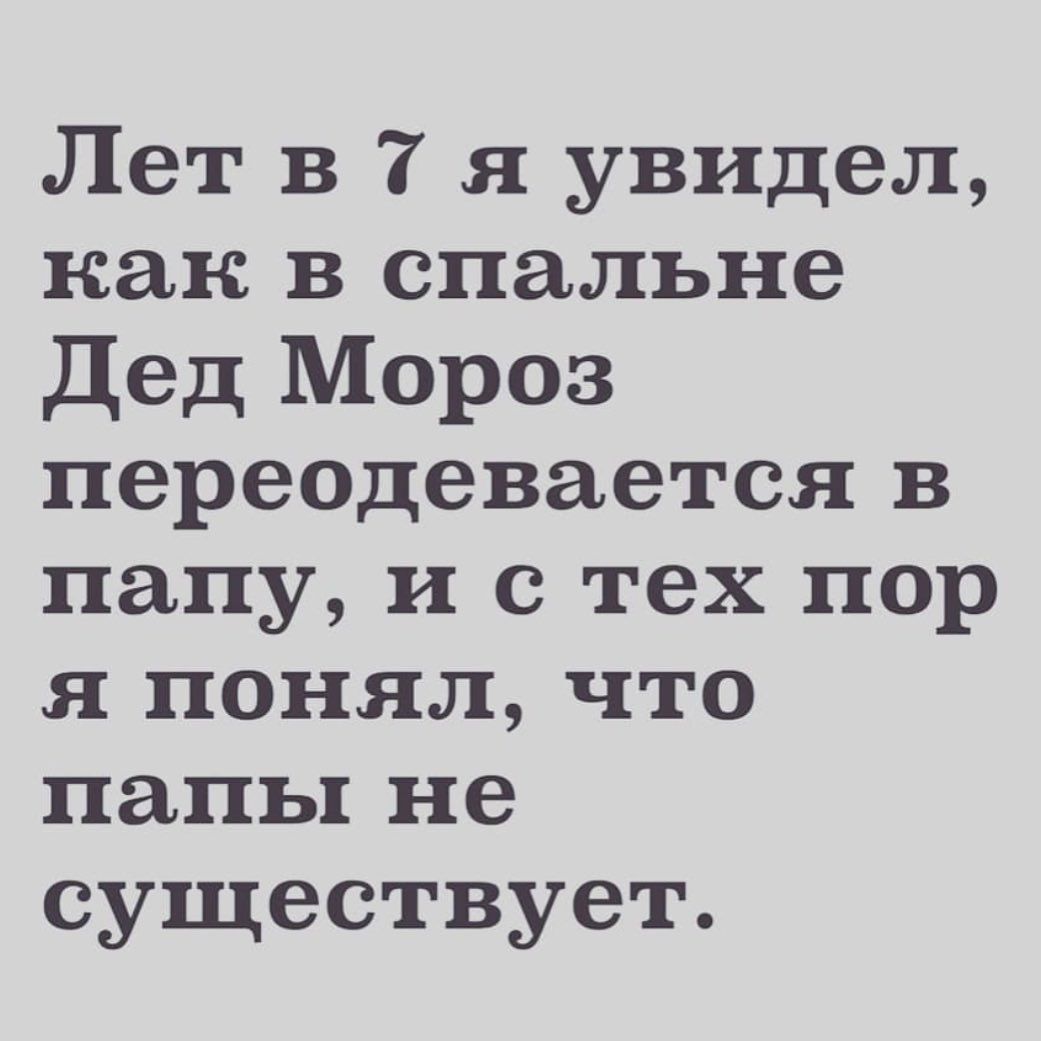 Лет в 7 я увидел,
как в спальне
Дед Мороз
переодевается в
папу, и с тех пор
я понял, что
папы не
существует.